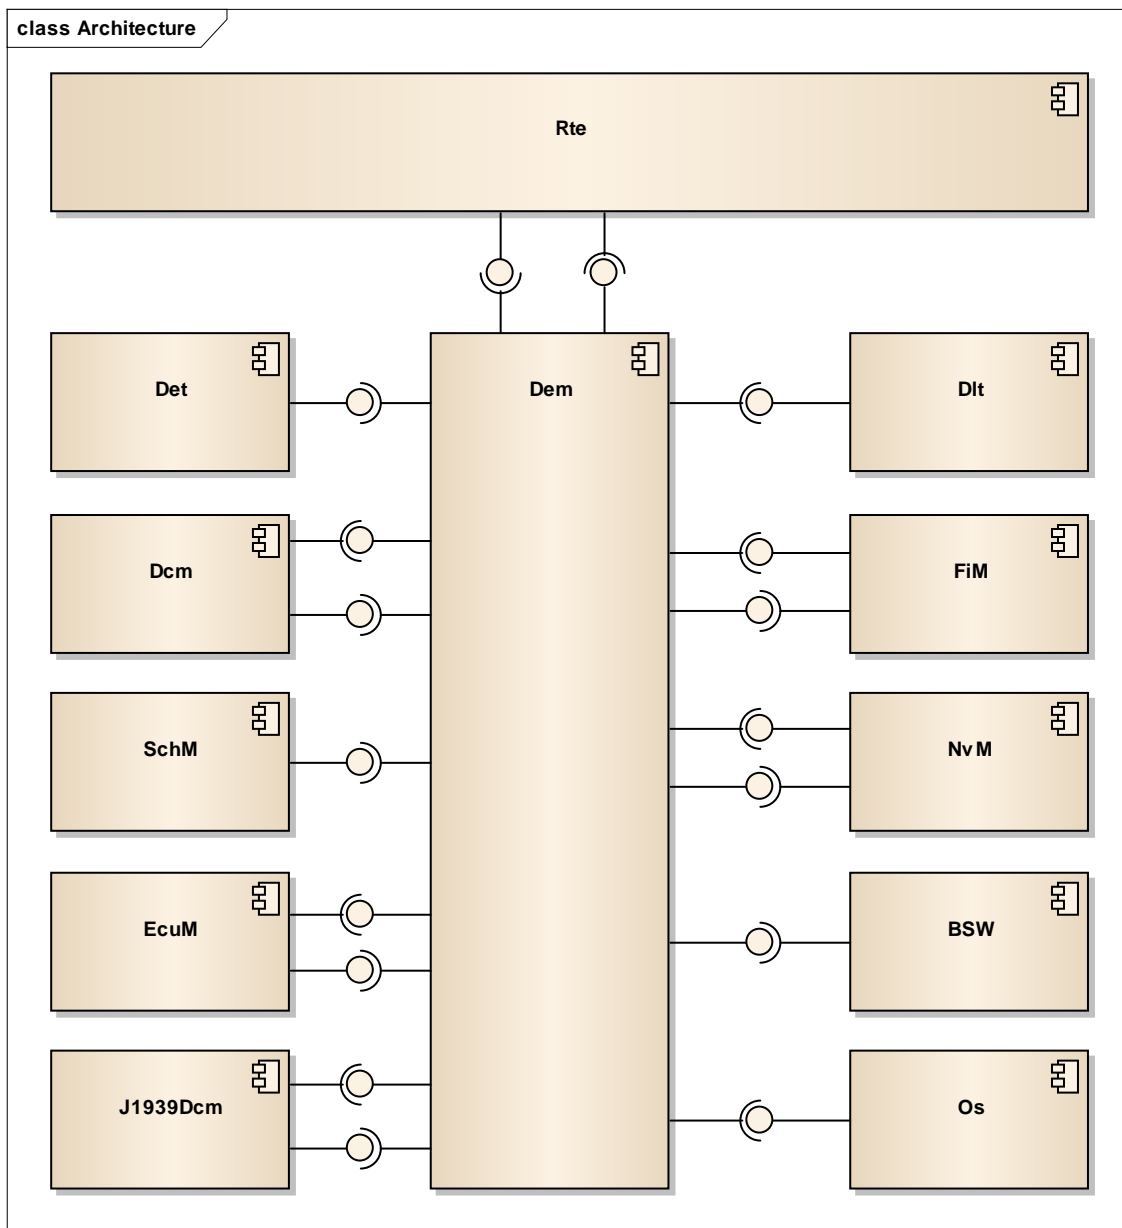 class Architecture
Rte
Det
Dem
Dlt
Dcm
FiM
SchM
NvM
EcuM
BSW
J1939Dcm
Os